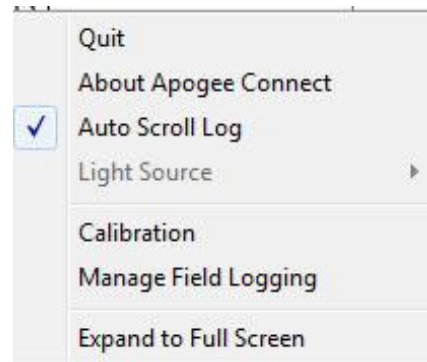 Quit
About Apogee Connect
Auto Scroll Log
Light Source
Calibration
Manage Field Logging
Expand to Full Screen